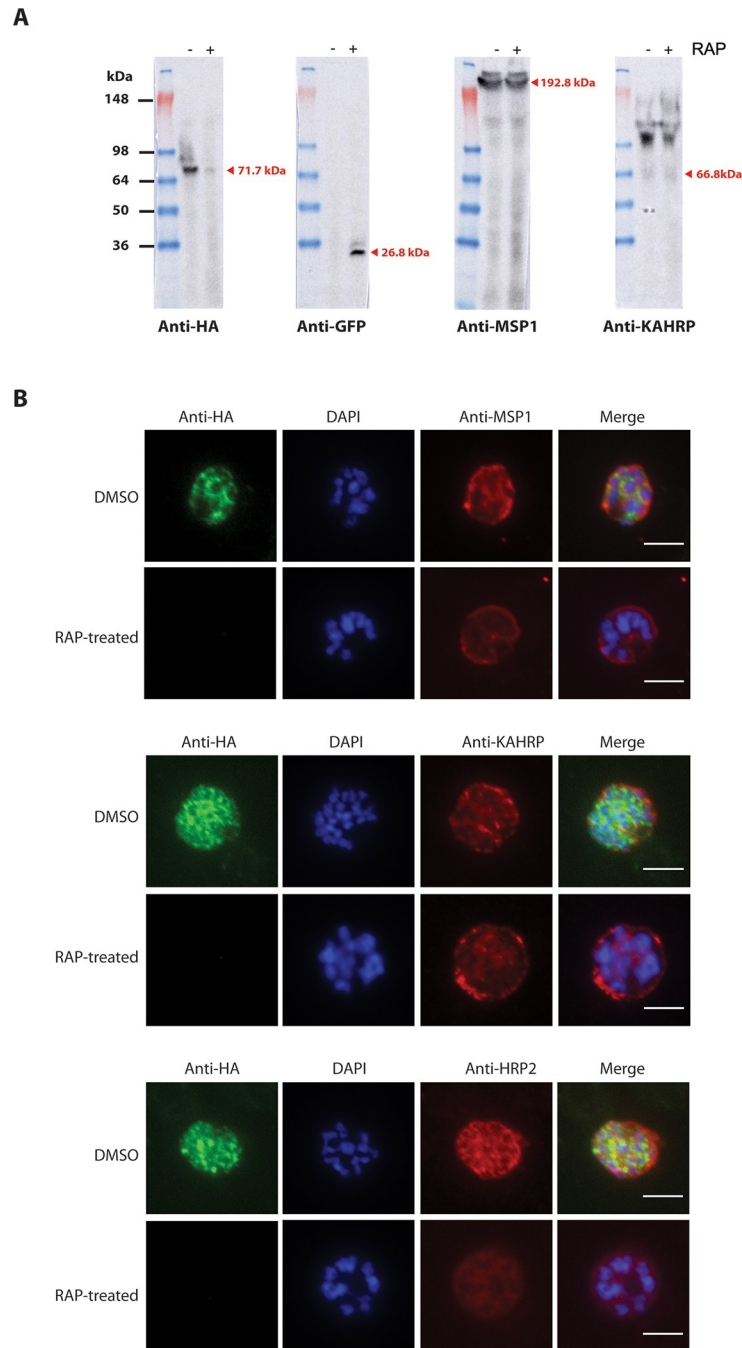 A
- + - + - + - + RAP
kDa
148
98
64
50
36
71.7 kDa
26.8 kDa
192.8 kDa
66.8kDa
Anti-HA Anti-GFP Anti-MSP1 Anti-KAHRP
B
Anti-HA DAPI Anti-MSP1 Merge
DMSO
RAP-treated
Anti-HA DAPI Anti-KAHRP Merge
DMSO
RAP-treated
Anti-HA DAPI Anti-HRP2 Merge
DMSO
RAP-treated